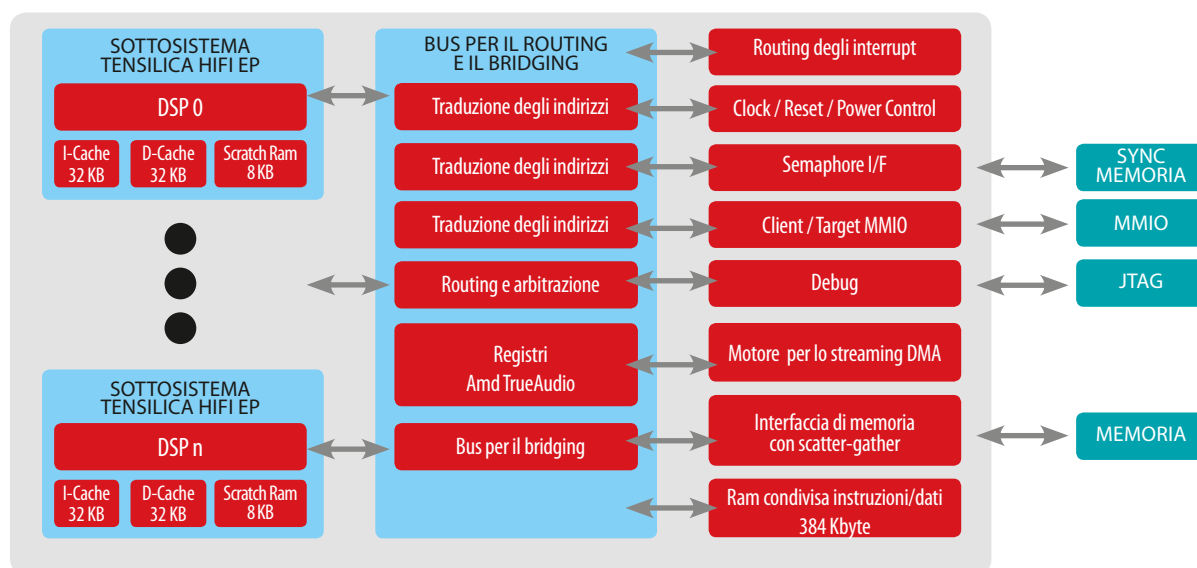 SOTTOSISTEMA
TENSILICA HIFI EP
DSP 0
I-Cache
32 KB
D-Cache
32 KB
Scratch Ram
8 KB
SOTTOSISTEMA
TENSILICA HIFI EP
DSP n
I-Cache
32 KB
D-Cache
32 KB
Scratch Ram
8 KB
BUS PER IL ROUTING
E IL BRIDGING
Traduzione degli indirizzi
Traduzione degli indirizzi
Traduzione degli indirizzi
Routing e arbitrazione
Registri
Amd TrueAudio
Bus per il bridging
Routing degli interrupt
Clock / Reset / Power Control
Semaphore I/F
Client / Target MMIO
Debug
Motore per lo streaming DMA
Interfaccia di memoria
con scatter-gather
Ram condivisa instruzioni/dati
384 Kbyte
SYNC
MEMORIA
MMIO
JTAG
MEMORIA